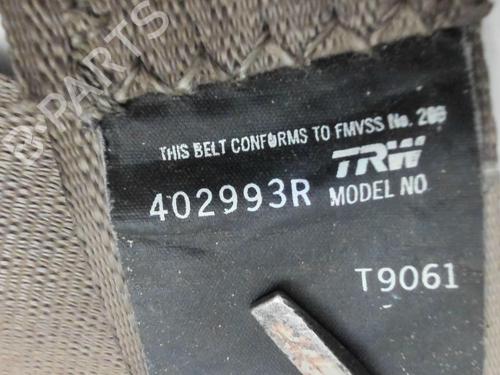 B-PARTS
THIS BELT CONFORMS TO FMVSS No. 209
TRW
402993R MODEL NO.
T9061